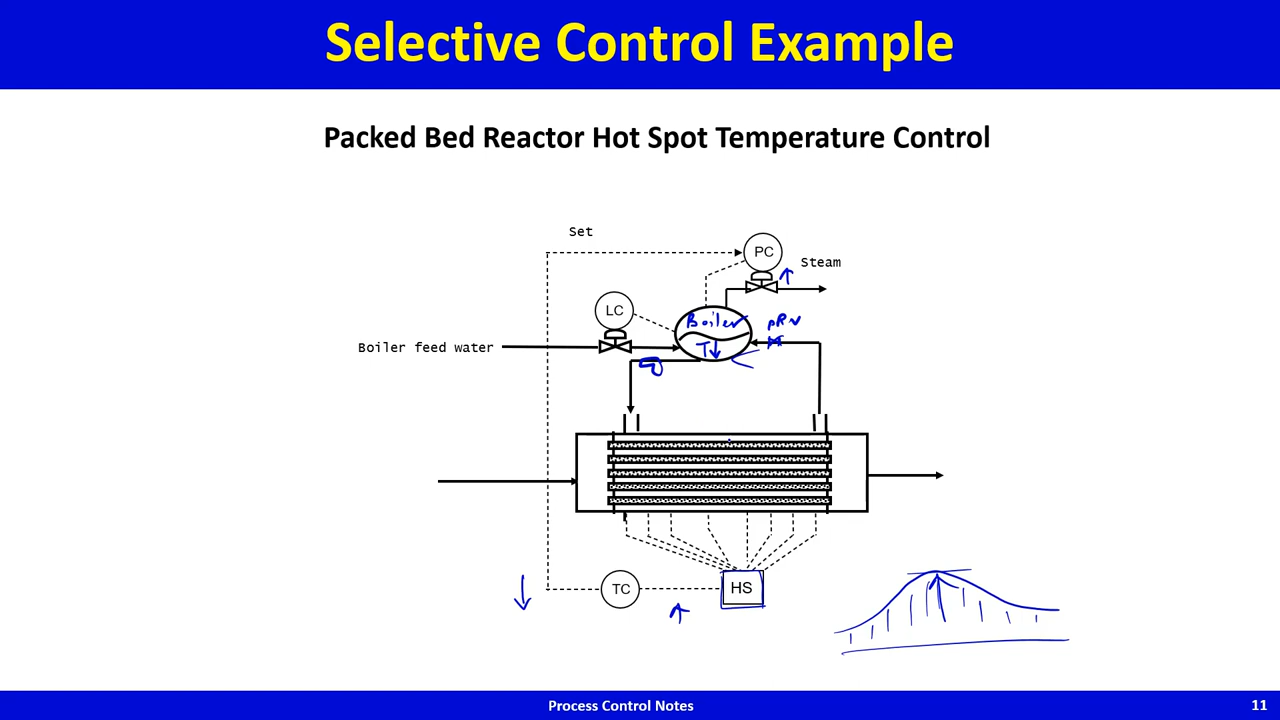 Selective Control Example
Packed Bed Reactor Hot Spot Temperature Control
Set
PC
Steam
LC
Boiler
Boiler feed water
T↓
TC
HS
Process Control Notes
11